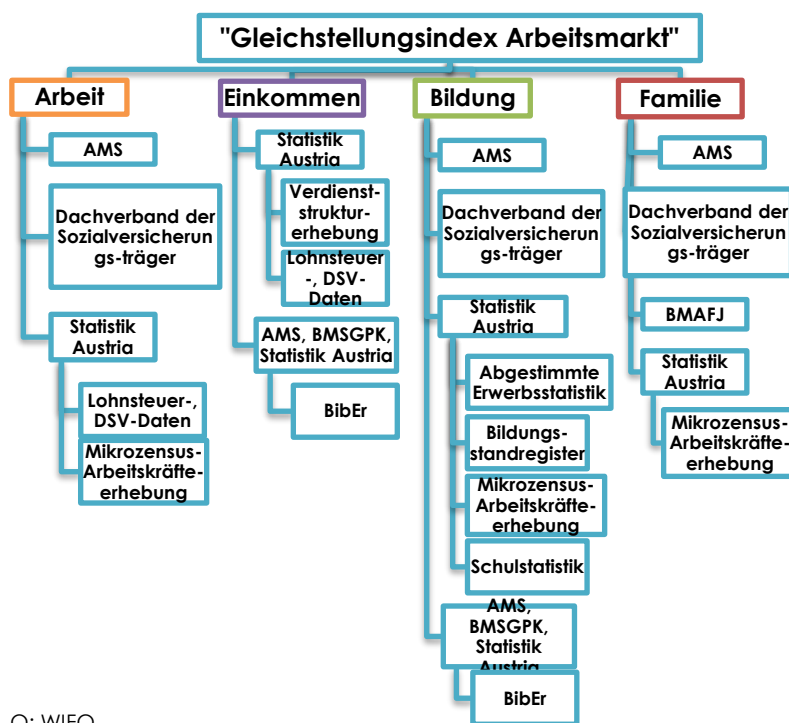 "Gleichstellungsindex Arbeitsmarkt"
Arbeit
AMS
Dachverband der
Sozialversicherun
gs-träger
Statistik
Austria
Lohnsteuer-,
DSV-Daten
Mikrozensus-
Arbeitskräfte-
erhebung
Einkommen
Statistik
Austria
Verdienst-
struktur-
erhebung
Lohnsteuer
-, DSV-
Daten
AMS, BMSGPK,
Statistik Austria
BibEr
Bildung
AMS
Dachverband der
Sozialversicherun
gs-träger
Statistik
Austria
Abgestimmte
Erwerbsstatistik
Bildungs-
standregister
Mikrozensus-
Arbeitskräfte-
erhebung
Schulstatistik
AMS,
BMSGPK,
Statistik
Austria
BibEr
Familie
AMS
Dachverband der
Sozialversicherun
gs-träger
BMAFJ
Statistik
Austria
Mikrozensus-
Arbeitskräfte-
erhebung
Q: WIFO